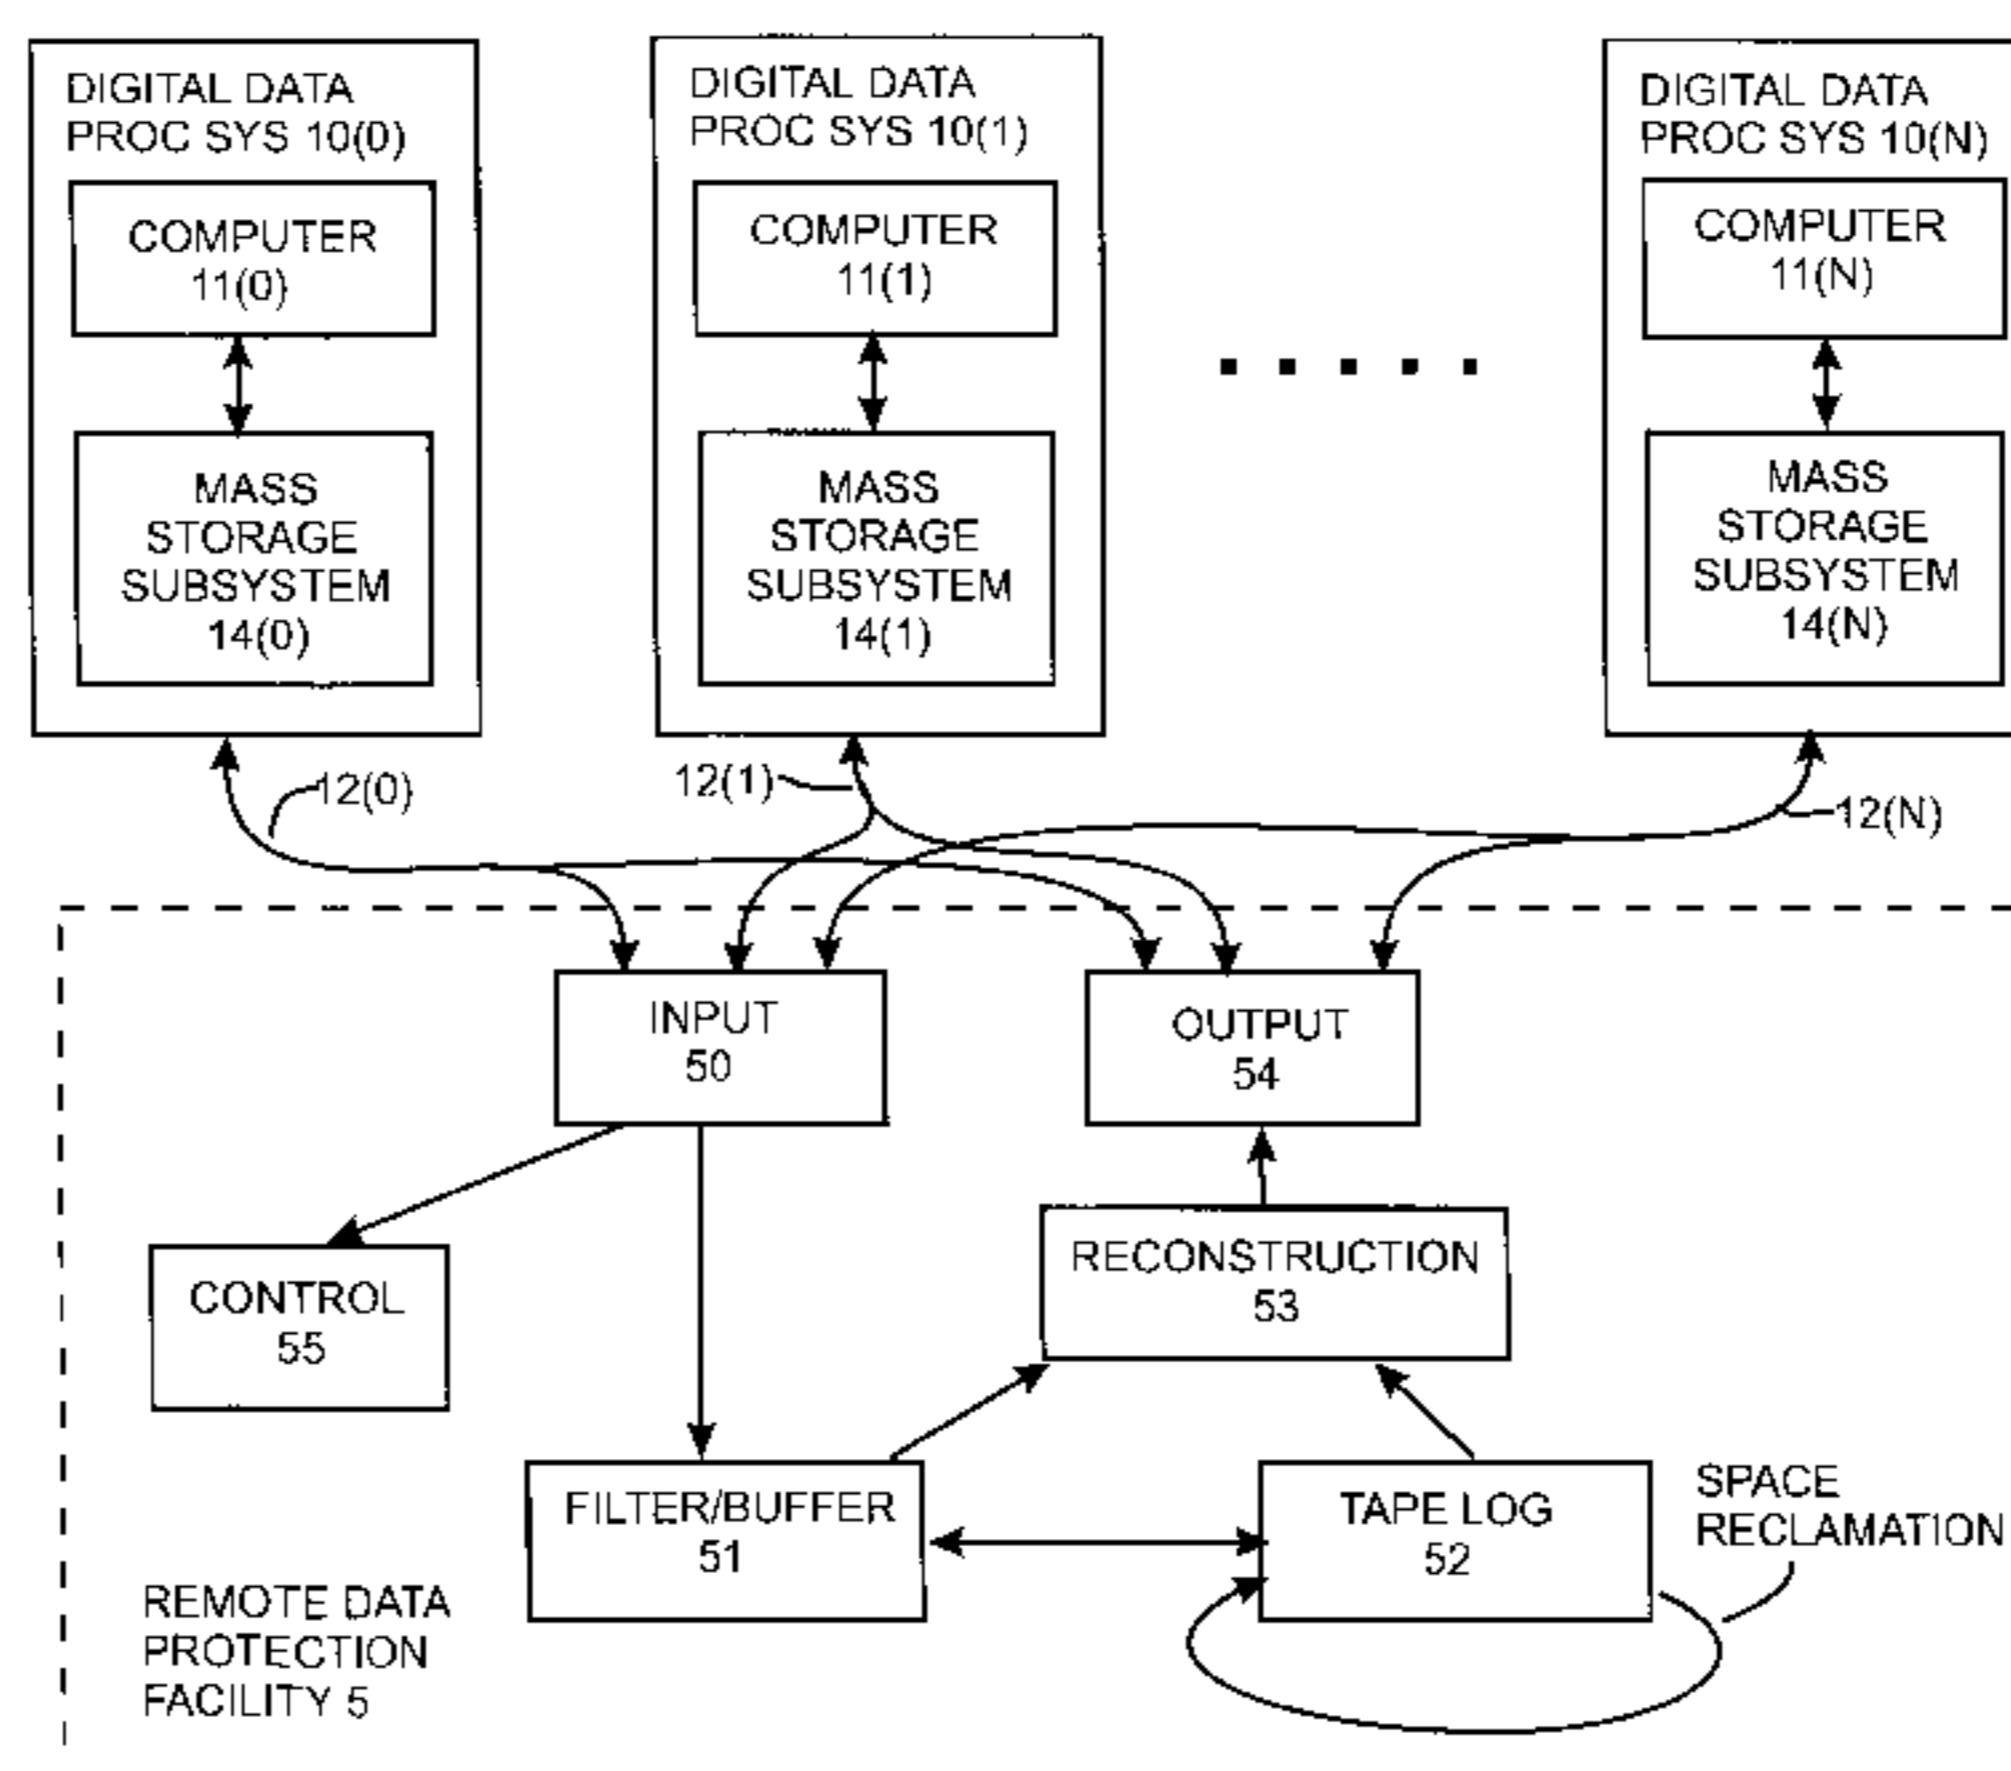 DIGITAL DATA
PROC SYS 10(0)
COMPUTER
11(0)
MASS
STORAGE
SUBSYSTEM
14(0)
DIGITAL DATA
PROC SYS 10(1)
COMPUTER
11(1)
MASS
STORAGE
SUBSYSTEM
14(1)
DIGITAL DATA
PROC SYS 10(N)
COMPUTER
11(N)
MASS
STORAGE
SUBSYSTEM
14(N)
12(0)
12(1)
12(N)
INPUT
50
OUTPUT
54
CONTROL
55
RECONSTRUCTION
53
FILTER/BUFFER
51
TAPE LOG
52
SPACE
RECLAMATION
REMOTE DATA
PROTECTION
FACILITY 5